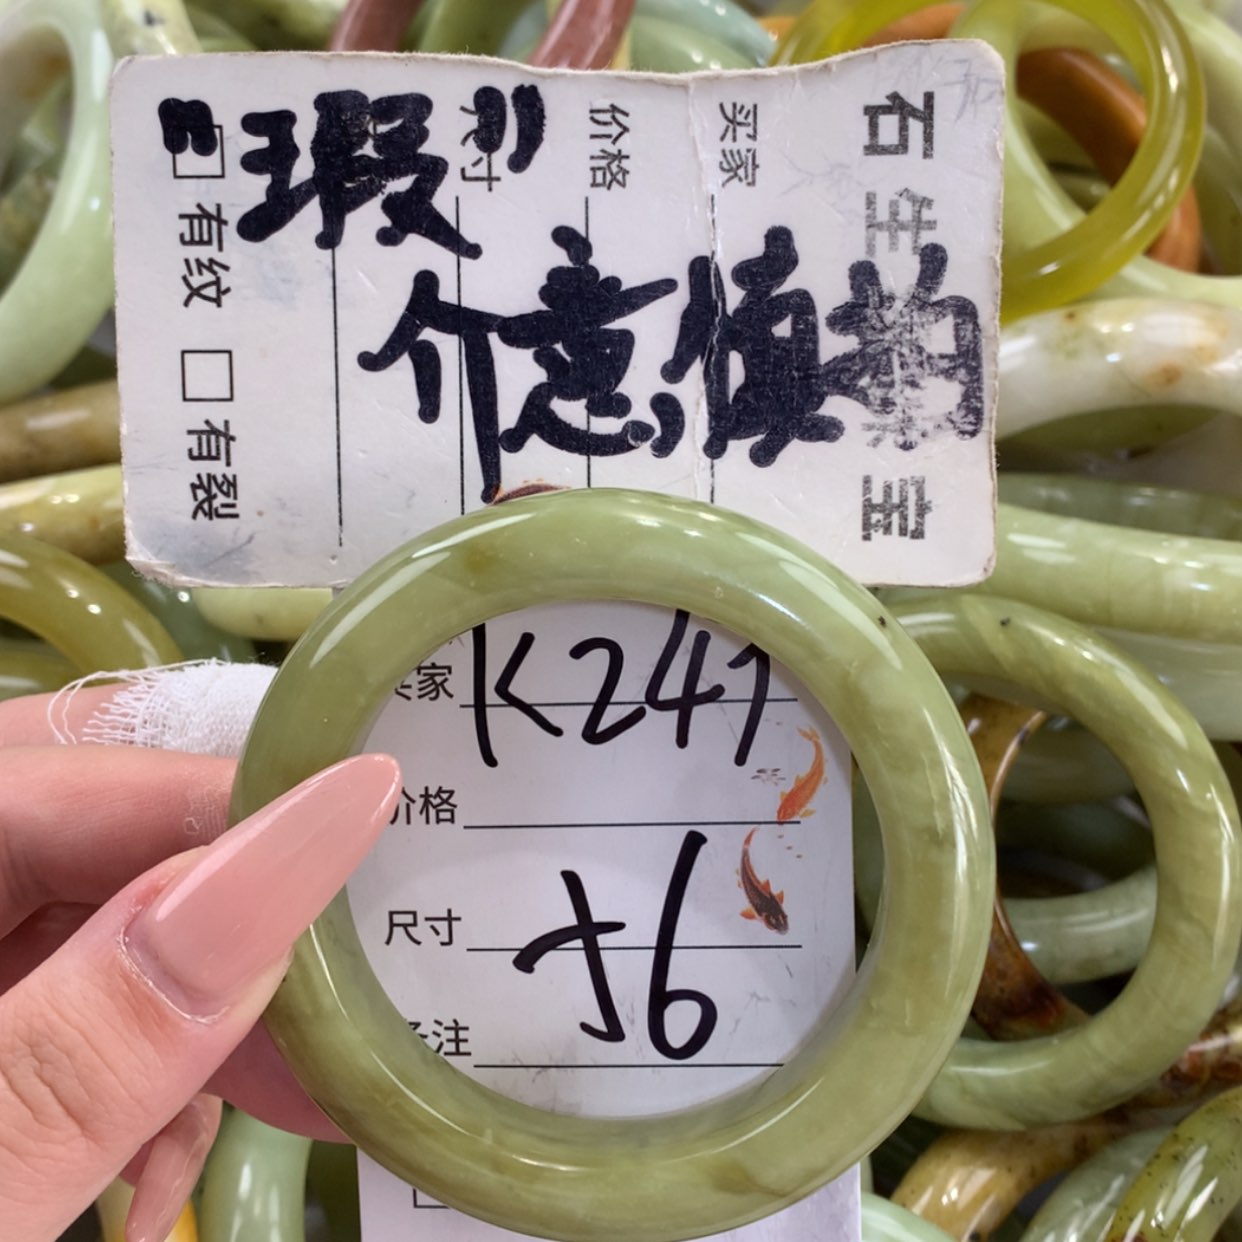 “瑕”
介意慎拍
石生 宝
买家
价格
尺寸
有纹 有裂
买家 K241
价格
尺寸 56
备注